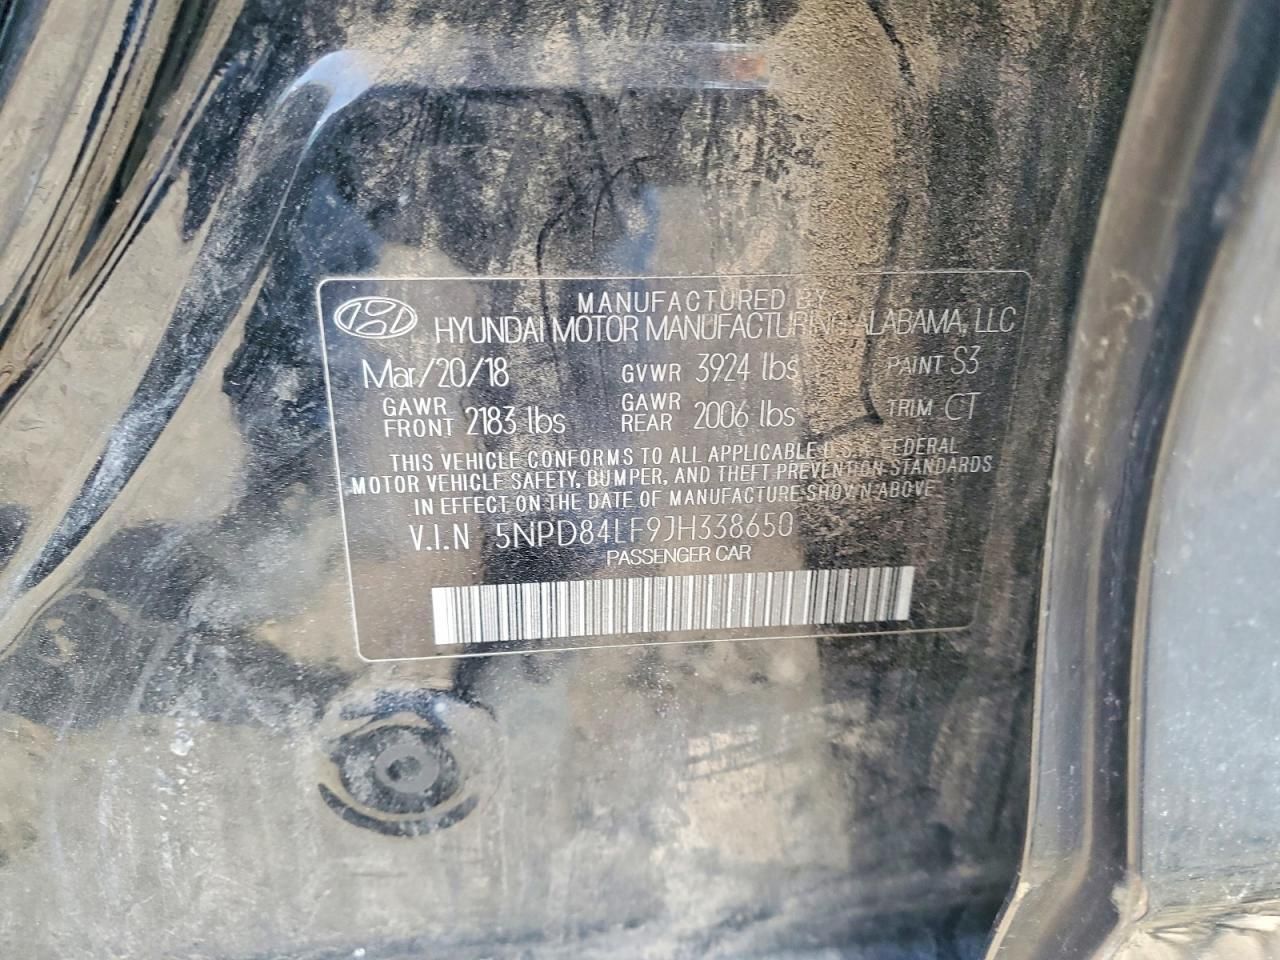 MANUFACTURED BY
HYUNDAI MOTOR MANUFACTURING ALABAMA, LLC
Mar/20/18 GVWR 3924 lbs PAINT S3
GAWR FRONT 2183 lbs GAWR REAR 2006 lbs TRIM CT
THIS VEHICLE CONFORMS TO ALL APPLICABLE U.S.A. FEDERAL
MOTOR VEHICLE SAFETY, BUMPER, AND THEFT PREVENTION STANDARDS
IN EFFECT ON THE DATE OF MANUFACTURE SHOWN ABOVE
V.I.N 5NPD84LF9JH338650
PASSENGER CAR